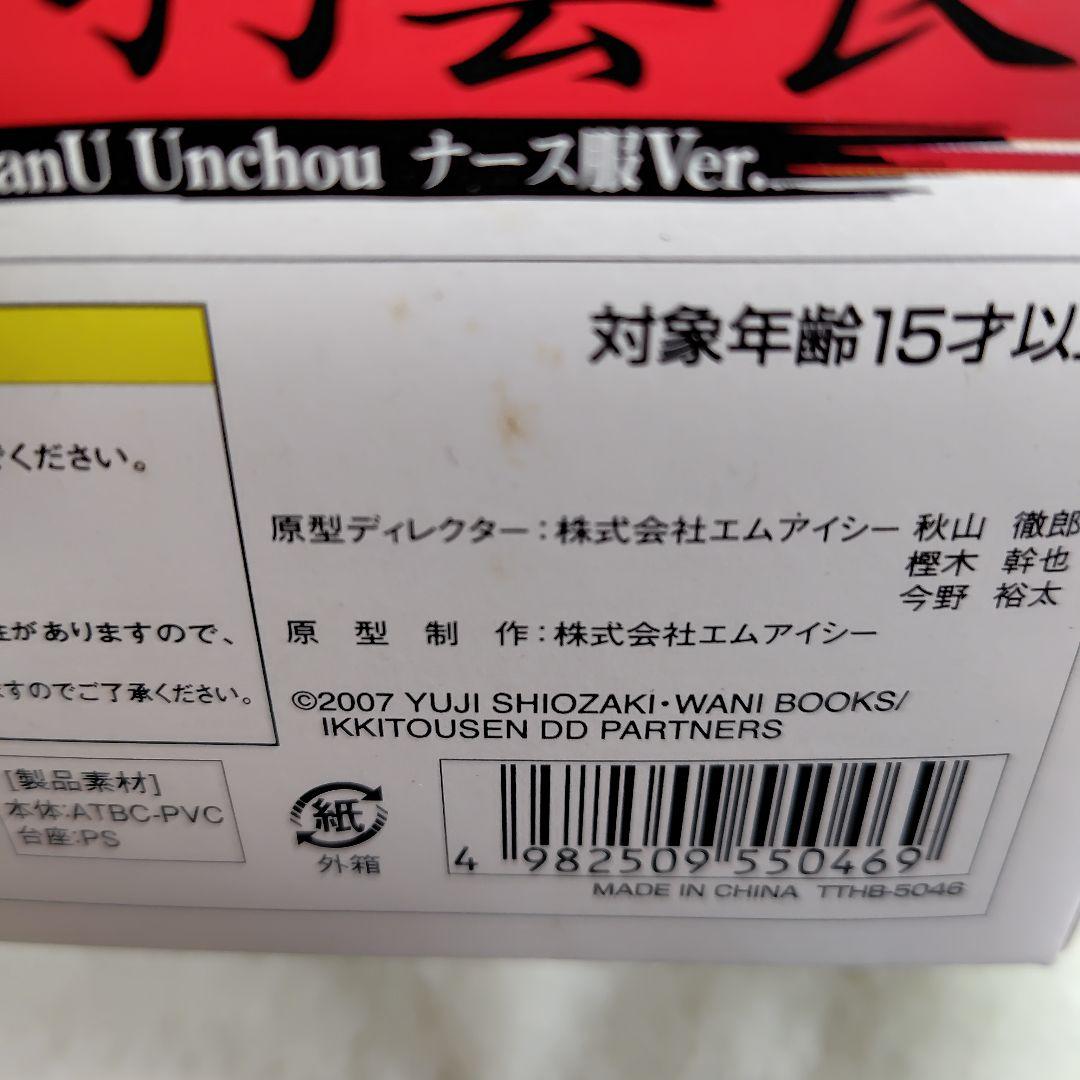 羽雲長
anU Unchou ナース服Ver.
対象年齢15才以上
ください。
原型ディレクター：株式会社エムアイシー 秋山 徹郎
樫木 幹也
今野 裕太
がありますので、
原型制作：株式会社エムアイシー
ますのでご了承ください。
©2007 YUJI SHIOZAKI・WANI BOOKS/
IKKITOUSEN DD PARTNERS
[製品素材]
本体:ATBC-PVC
台座:PS
紙
外箱
4 982509 550469
MADE IN CHINA TTHB-5046